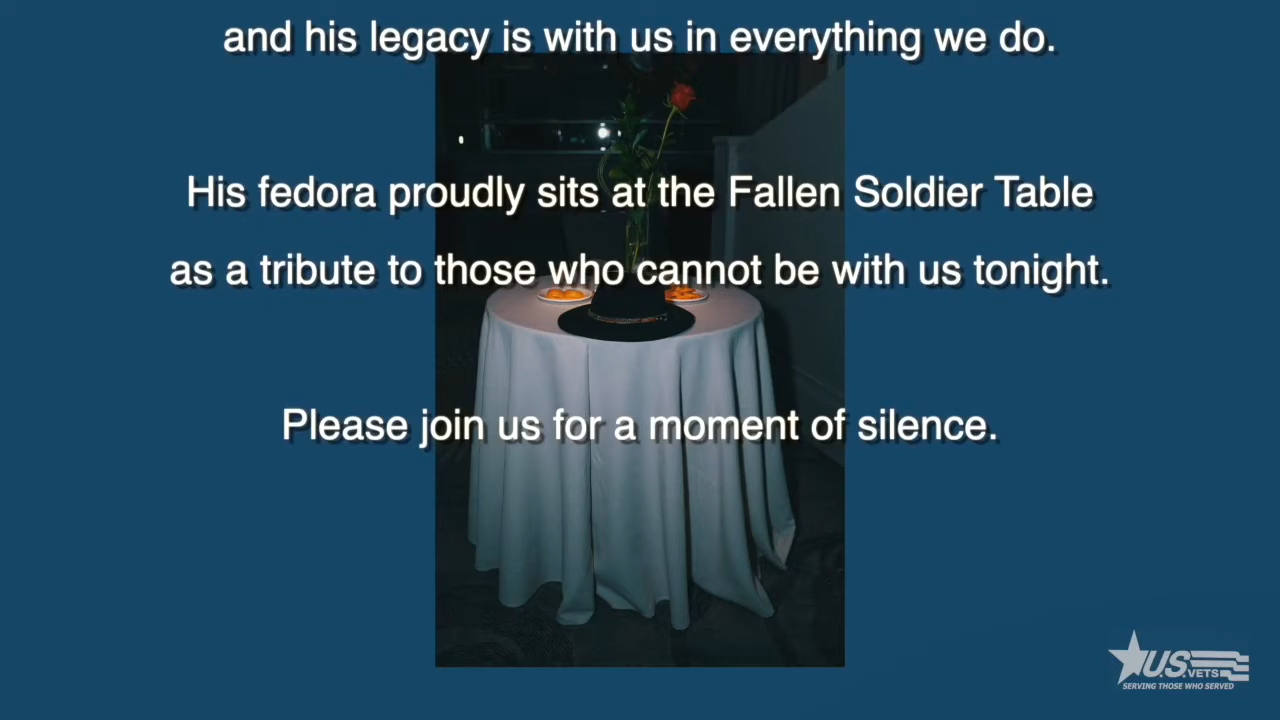 and his legacy is with us in everything we do.
His fedora proudly sits at the Fallen Soldier Table
as a tribute to those who cannot be with us tonight.
Please join us for a moment of silence.
U.S.VETS
SERVING THOSE WHO SERVED